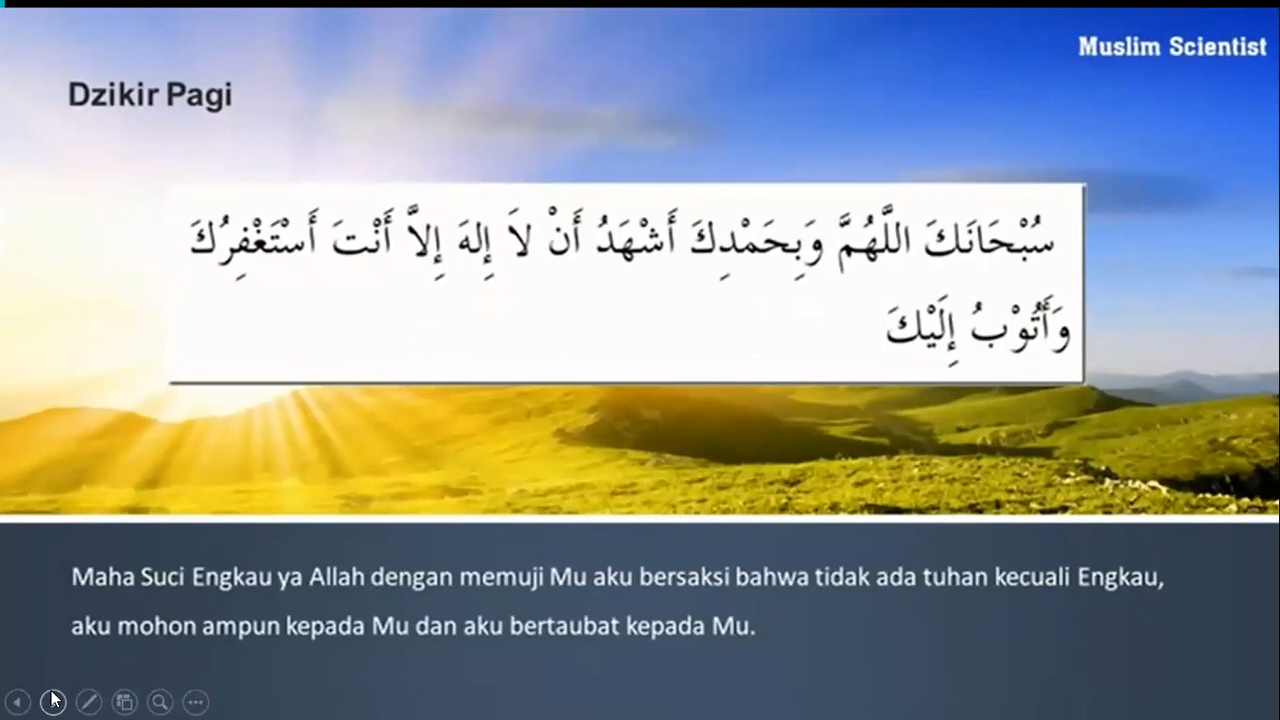 Muslim Scientist
Dzikir Pagi
سُبْحَانَكَ اللَّهُمَّ وَبِحَمْدِكَ أَشْهَدُ أَنْ لاَ إِلهَ إِلاَّ أَنْتَ أَسْتَغْفِرُكَ
وَأَتُوْبُ إِلَيْكَ
Maha Suci Engkau ya Allah dengan memuji Mu aku bersaksi bahwa tidak ada tuhan kecuali Engkau,
aku mohon ampun kepada Mu dan aku bertaubat kepada Mu.